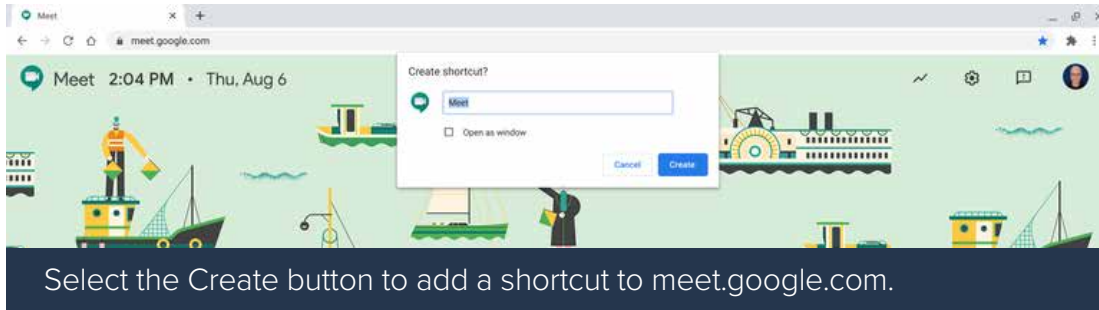 Meet
meet.google.com
Meet 2:04 PM • Thu, Aug 6
Create shortcut?
Meet
Open as window
Cancel Create
Select the Create button to add a shortcut to meet.google.com.